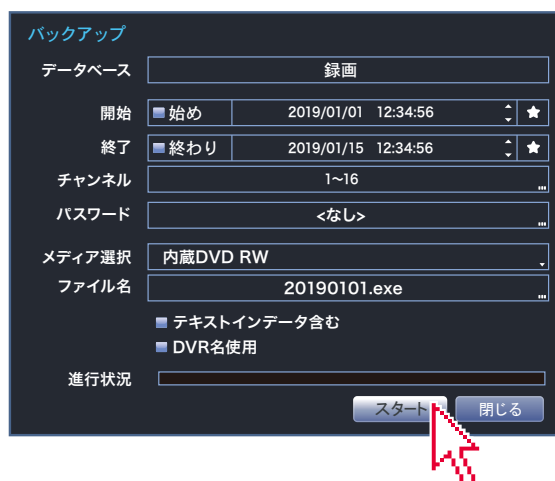 バックアップ
データベース 録画
開始 始め 2019/01/01 12:34:56
終了 終わり 2019/01/15 12:34:56
チャンネル 1~16 ...
パスワード <なし> ...
メディア選択 内蔵DVD RW
ファイル名 20190101.exe ...
テキストインデータ含む
DVR名使用
進行状況
スタート 閉じる